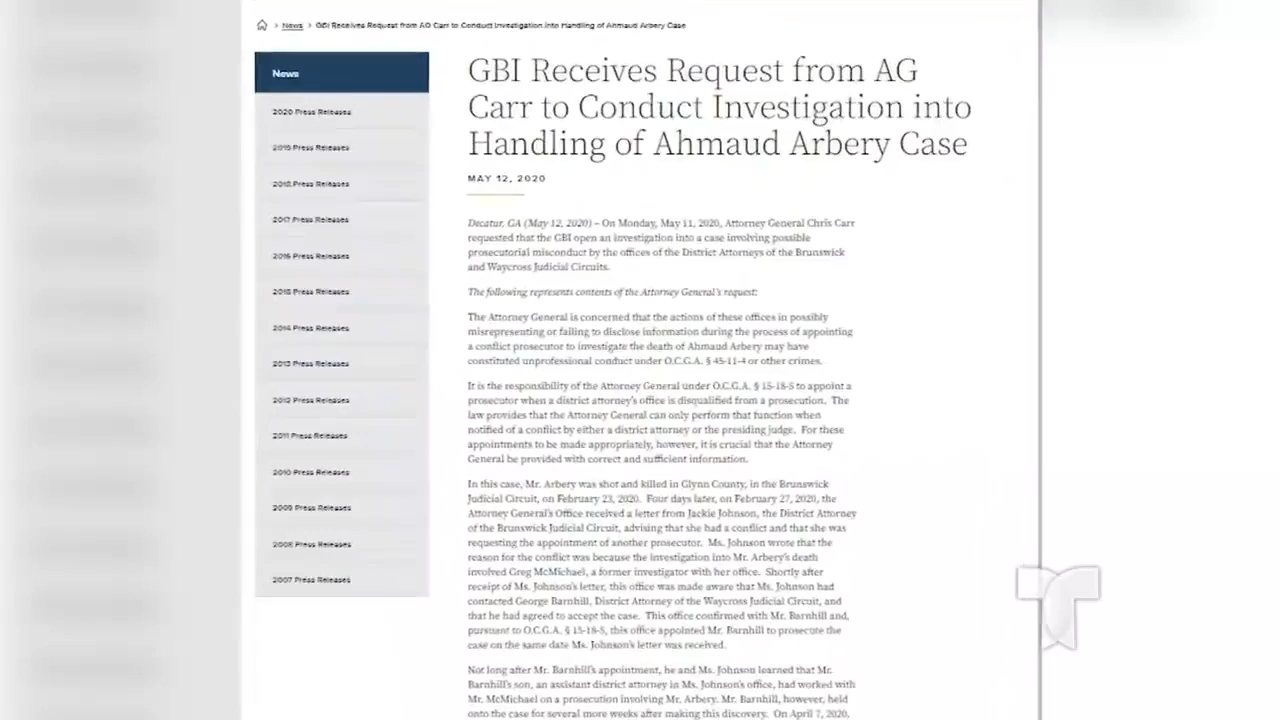 News > GBI Receives Request from AG Carr to Conduct Investigation into Handling of Ahmaud Arbery Case
News
2020 Press Releases
2019 Press Releases
2018 Press Releases
2017 Press Releases
2016 Press Releases
2015 Press Releases
2014 Press Releases
2013 Press Releases
2012 Press Releases
2011 Press Releases
2010 Press Releases
2009 Press Releases
2008 Press Releases
2007 Press Releases
GBI Receives Request from AG
Carr to Conduct Investigation into
Handling of Ahmaud Arbery Case
MAY 12, 2020
Decatur, GA (May 12, 2020) – On Monday, May 11, 2020, Attorney General Chris Carr
requested that the GBI open an investigation into a case involving possible
prosecutorial misconduct by the offices of the District Attorneys of the Brunswick
and Waycross Judicial Circuits.
The following represents contents of the Attorney General's request:
The Attorney General is concerned that the actions of these offices in possibly
misrepresenting or failing to disclose information during the process of appointing
a conflict prosecutor to investigate the death of Ahmaud Arbery may have
constituted unprofessional conduct under O.C.G.A. § 45-11-4 or other crimes.
It is the responsibility of the Attorney General under O.C.G.A. § 15-18-5 to appoint a
prosecutor when a district attorney's office is disqualified from a prosecution. The
law provides that the Attorney General can only perform that function when
notified of a conflict by either a district attorney or the presiding judge. For these
appointments to be made appropriately, however, it is crucial that the Attorney
General be provided with correct and sufficient information.
In this case, Mr. Arbery was shot and killed in Glynn County, in the Brunswick
Judicial Circuit, on February 23, 2020. Four days later, on February 27, 2020, the
Attorney General's Office received a letter from Jackie Johnson, the District Attorney
of the Brunswick Judicial Circuit, advising that she had a conflict and that she was
requesting the appointment of another prosecutor. Ms. Johnson wrote that the
reason for the conflict was because the investigation into Mr. Arbery's death
involved Greg McMichael, a former investigator with her office. Shortly after
receipt of Ms. Johnson's letter, this office was made aware that Ms. Johnson had
contacted George Barnhill, District Attorney of the Waycross Judicial Circuit, and
that he had agreed to accept the case. This office confirmed with Mr. Barnhill and,
pursuant to O.C.G.A. § 15-18-5, this office appointed Mr. Barnhill to prosecute the
case on the same date Ms. Johnson's letter was received.
Not long after Mr. Barnhill's appointment, he and Ms. Johnson learned that Mr.
Barnhill's son, an assistant district attorney in Ms. Johnson's office, had worked with
Mr. McMichael on a prosecution involving Mr. Arbery. Mr. Barnhill, however, held
onto the case for several more weeks after making this discovery. On April 7, 2020,